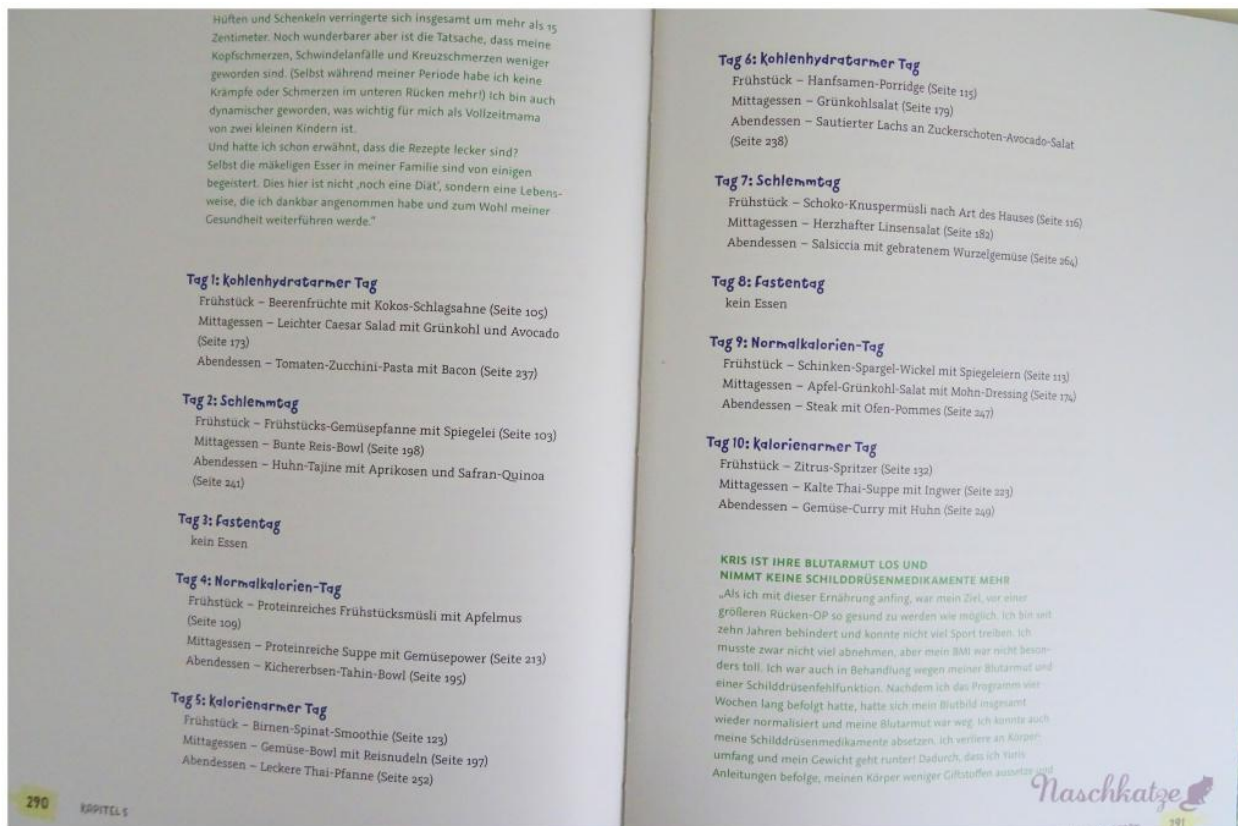 Hüften und Schenkeln verringerte sich insgesamt um mehr als 15
Zentimeter. Noch wunderbarer aber ist die Tatsache, dass meine
Kopfschmerzen, Schwindelanfälle und Kreuzschmerzen weniger
geworden sind. (Selbst während meiner Periode habe ich keine
Krämpfe oder Schmerzen im unteren Rücken mehr!) Ich bin auch
dynamischer geworden, was wichtig für mich als Vollzeitmama
von zwei kleinen Kindern ist.
Und hatte ich schon erwähnt, dass die Rezepte lecker sind?
Selbst die mäkeligen Esser in meiner Familie sind von einigen
begeistert. Dies hier ist nicht ‚noch eine Diät‘, sondern eine Lebens-
weise, die ich dankbar angenommen habe und zum Wohl meiner
Gesundheit weiterführen werde.“
Tag 1: Kohlenhydratarmer Tag
Frühstück – Beerenfrüchte mit Kokos-Schlagsahne (Seite 105)
Mittagessen – Leichter Caesar Salad mit Grünkohl und Avocado
(Seite 173)
Abendessen – Tomaten-Zucchini-Pasta mit Bacon (Seite 237)
Tag 2: Schlemmtag
Frühstück – Frühstücks-Gemüsepfanne mit Spiegelei (Seite 103)
Mittagessen – Bunte Reis-Bowl (Seite 198)
Abendessen – Huhn-Tajine mit Aprikosen und Safran-Quinoa
(Seite 241)
Tag 3: Fastentag
kein Essen
Tag 4: Normalkalorien-Tag
Frühstück – Proteinreiches Frühstücksmüsli mit Apfelmus
(Seite 109)
Mittagessen – Proteinreiche Suppe mit Gemüsepower (Seite 213)
Abendessen – Kichererbsen-Tahin-Bowl (Seite 195)
Tag 5: Kalorienarmer Tag
Frühstück – Birnen-Spinat-Smoothie (Seite 123)
Mittagessen – Gemüse-Bowl mit Reisnudeln (Seite 197)
Abendessen – Leckere Thai-Pfanne (Seite 252)
290 KAPITEL 5
Tag 6: Kohlenhydratarmer Tag
Frühstück – Hanfsamen-Porridge (Seite 115)
Mittagessen – Grünkohlsalat (Seite 179)
Abendessen – Sautierter Lachs an Zuckerschoten-Avocado-Salat
(Seite 238)
Tag 7: Schlemmtag
Frühstück – Schoko-Knuspermüsli nach Art des Hauses (Seite 116)
Mittagessen – Herzhafter Linsensalat (Seite 182)
Abendessen – Salsiccia mit gebratenem Wurzelgemüse (Seite 264)
Tag 8: Fastentag
kein Essen
Tag 9: Normalkalorien-Tag
Frühstück – Schinken-Spargel-Wickel mit Spiegeleiern (Seite 113)
Mittagessen – Apfel-Grünkohl-Salat mit Mohn-Dressing (Seite 174)
Abendessen – Steak mit Ofen-Pommes (Seite 247)
Tag 10: Kalorienarmer Tag
Frühstück – Zitrus-Spritzer (Seite 132)
Mittagessen – Kalte Thai-Suppe mit Ingwer (Seite 223)
Abendessen – Gemüse-Curry mit Huhn (Seite 249)
KRIS IST IHRE BLUTARMUT LOS UND
NIMMT KEINE SCHILDDRÜSENMEDIKAMENTE MEHR
„Als ich mit dieser Ernährung anfing, war mein Ziel, vor einer
größeren Rücken-OP so gesund zu werden wie möglich. Ich bin seit
zehn Jahren behindert und konnte nicht viel Sport treiben. Ich
musste zwar nicht viel abnehmen, aber mein BMI war nicht beson-
ders toll. Ich war auch in Behandlung wegen meiner Blutarmut und
einer Schilddrüsenfehlfunktion. Nachdem ich das Programm vier
Wochen lang befolgt hatte, hatte sich mein Blutbild insgesamt
wieder normalisiert und meine Blutarmut war weg. Ich konnte auch
meine Schilddrüsenmedikamente absetzen. Ich verliere an Körper-
umfang und mein Gewicht geht runter! Dadurch, dass ich Yuris
Anleitungen befolge, meinen Körper weniger Giftstoffen aussetze und
Naschkatze
291